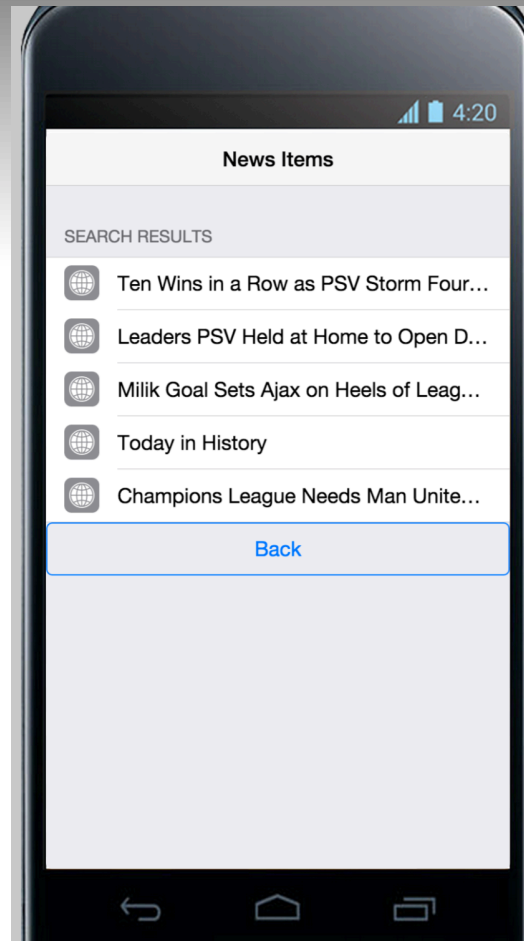 4:20
News Items
SEARCH RESULTS
Ten Wins in a Row as PSV Storm Four...
Leaders PSV Held at Home to Open D...
Milik Goal Sets Ajax on Heels of Leag...
Today in History
Champions League Needs Man Unite...
Back